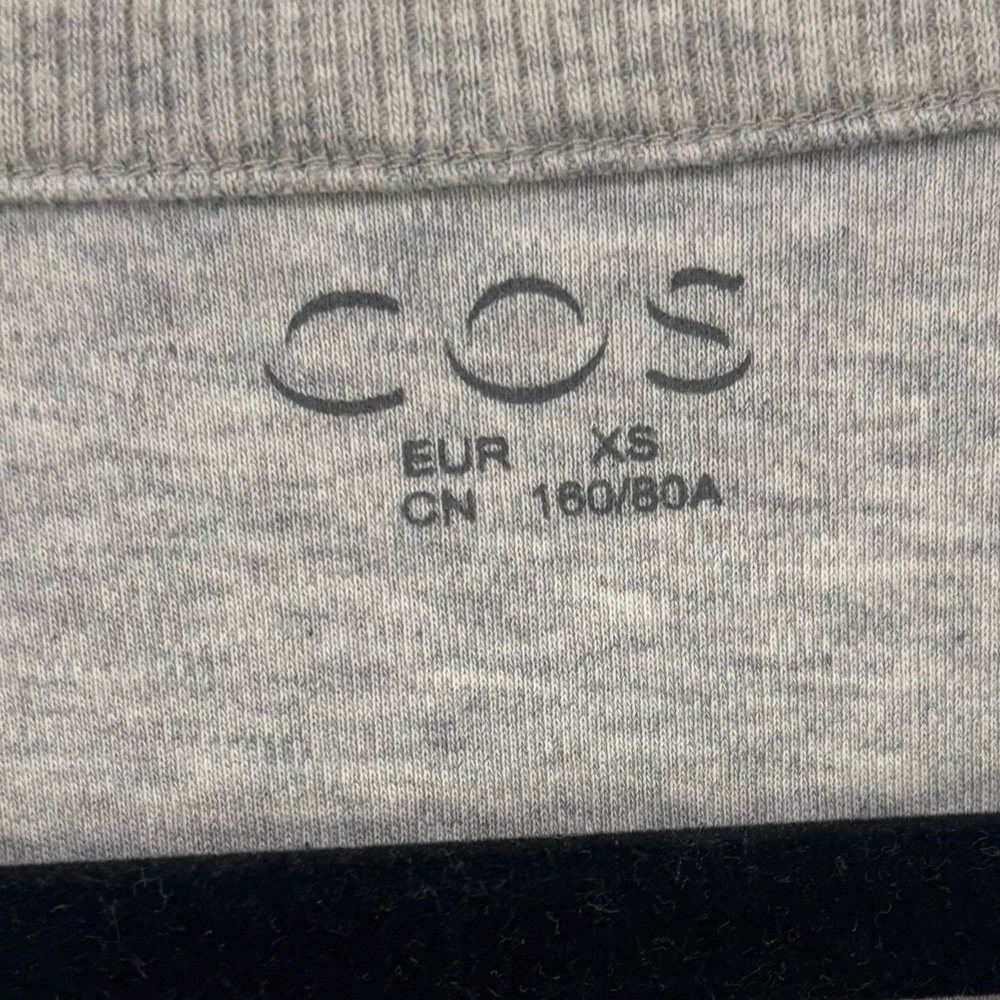 COS
EUR XS
CN 160/80A